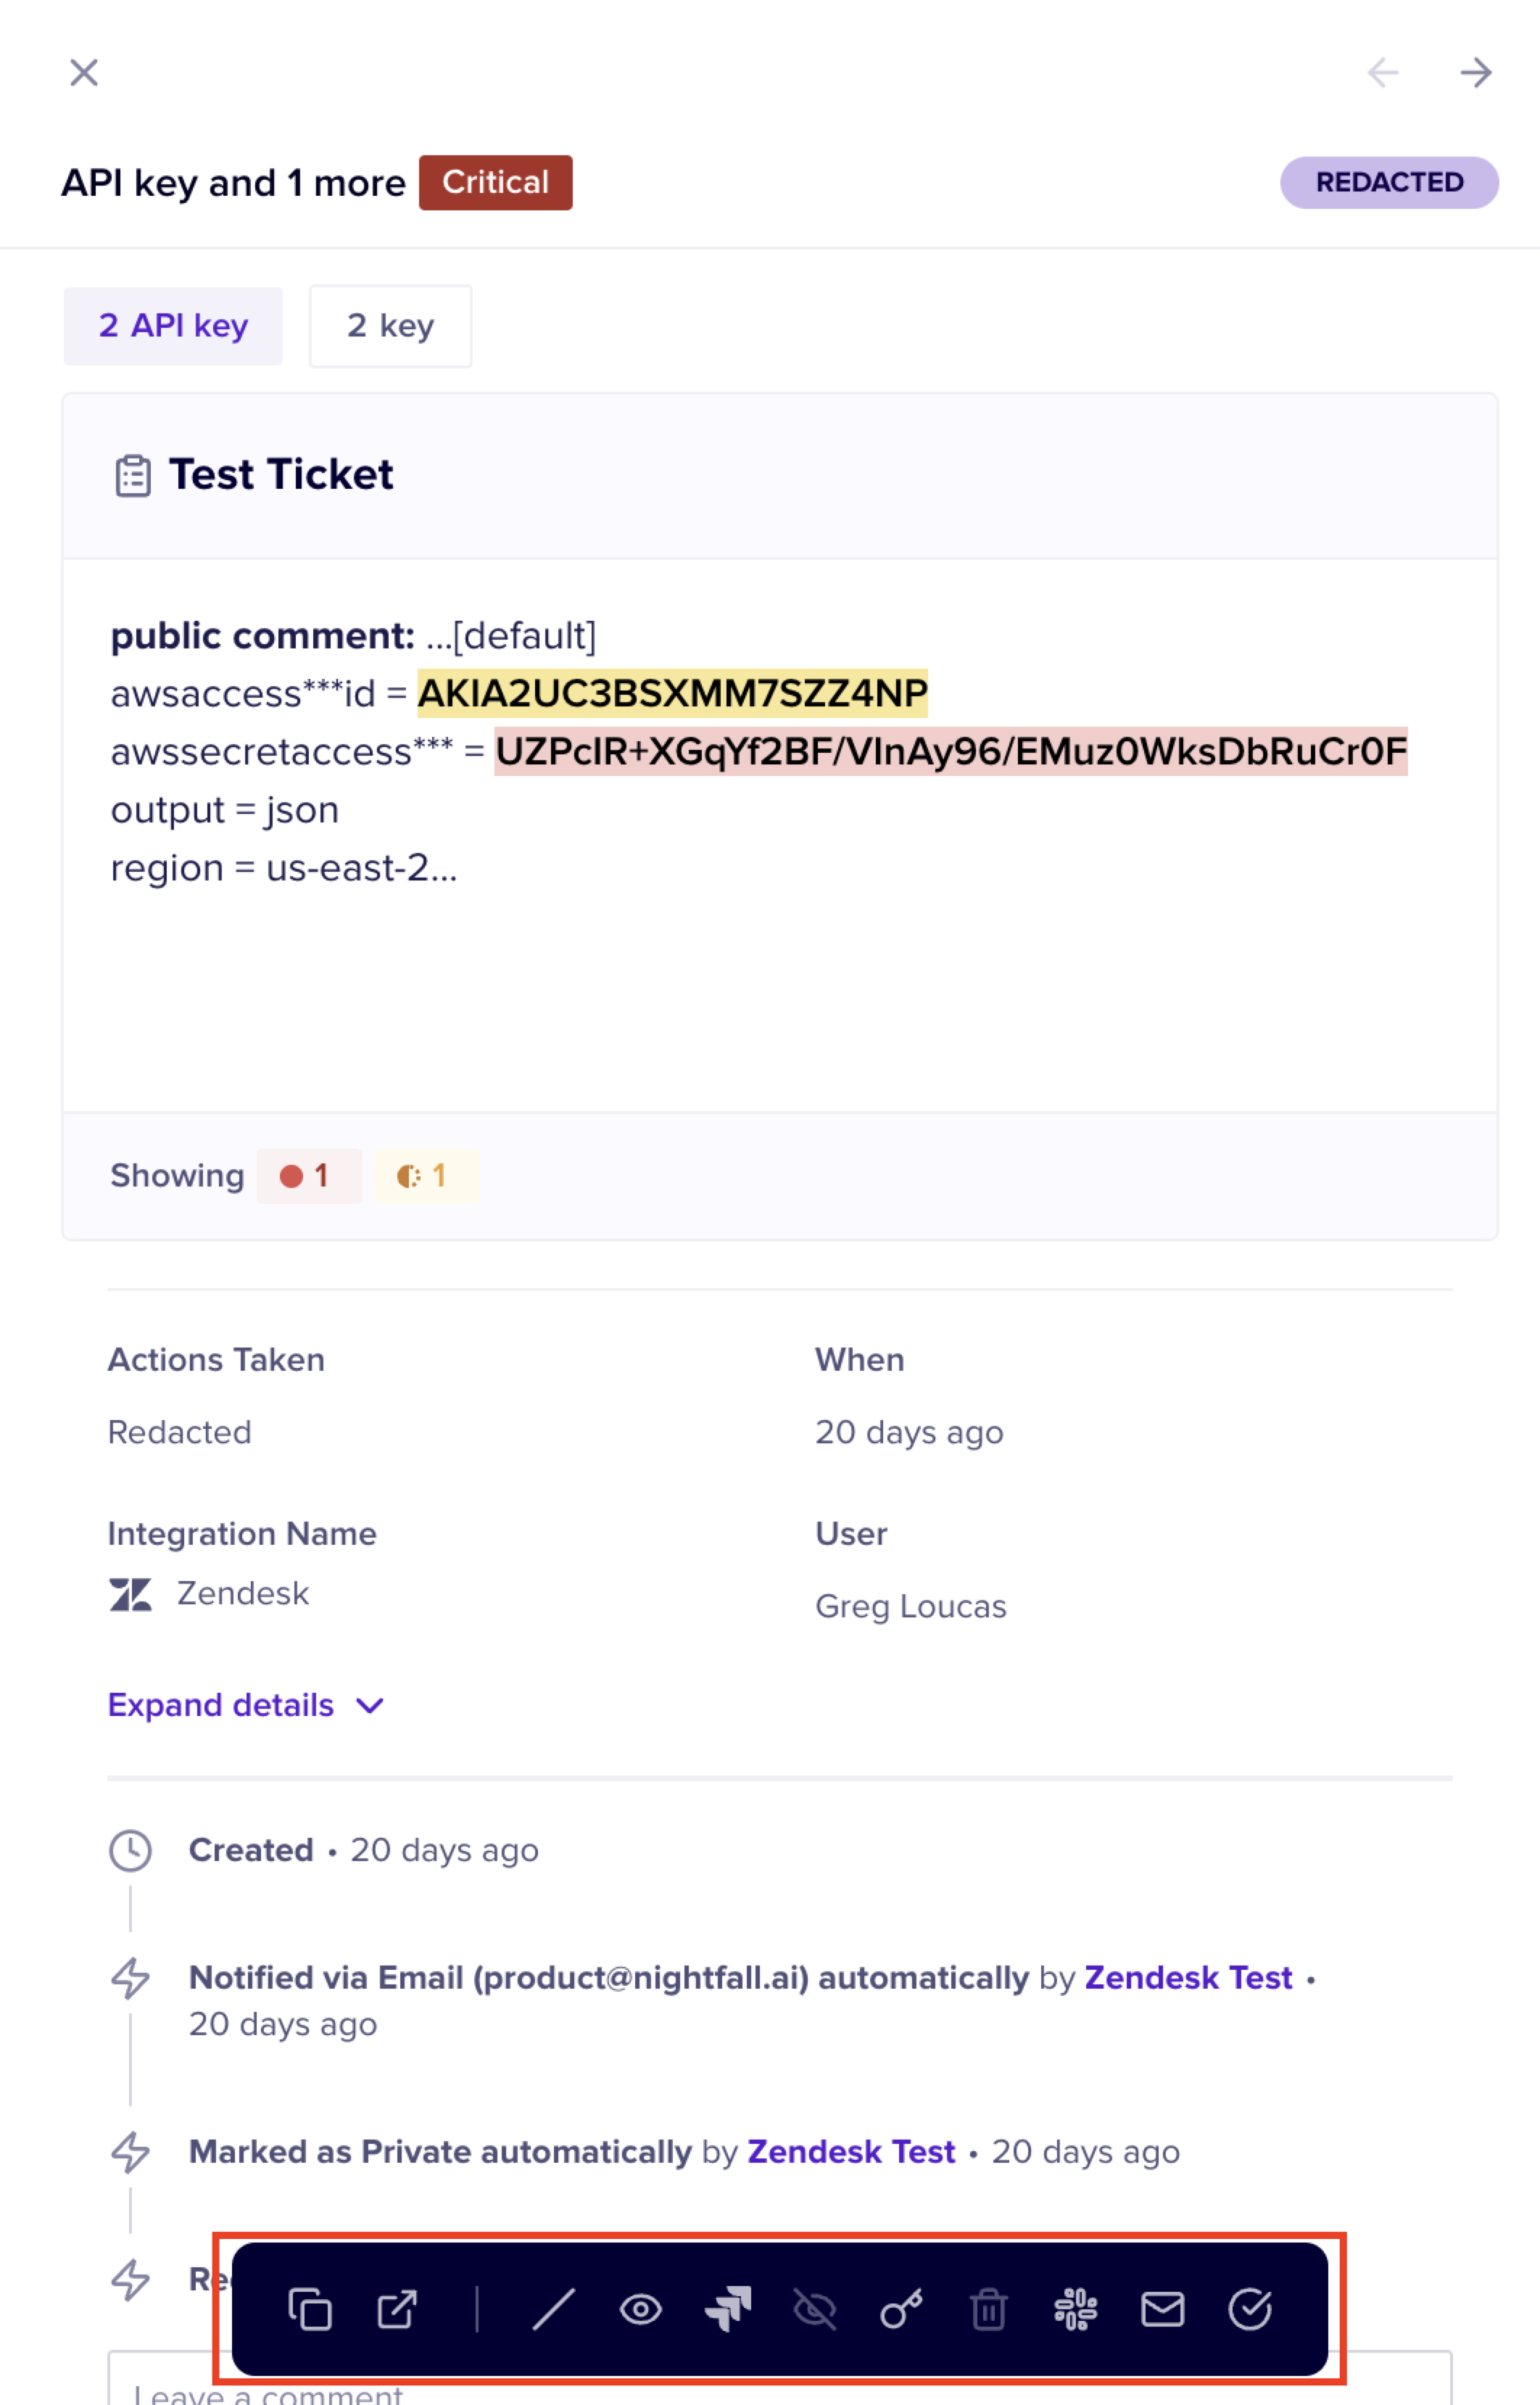 API key and 1 more Critical REDACTED
2 API key 2 key
Test Ticket
public comment: ...[default]
awsaccess***id = AKIA2UC3BSXMM7SZZ4NP
awssecretaccess*** = UZPclR+XGqYf2BF/VInAy96/EMuz0WksDbRuCr0F
output = json
region = us-east-2...
Showing 1 1
Actions Taken When
Redacted 20 days ago
Integration Name User
Zendesk Greg Loucas
Expand details
Created • 20 days ago
Notified via Email (product@nightfall.ai) automatically by Zendesk Test •
20 days ago
Marked as Private automatically by Zendesk Test • 20 days ago
Leave a comment